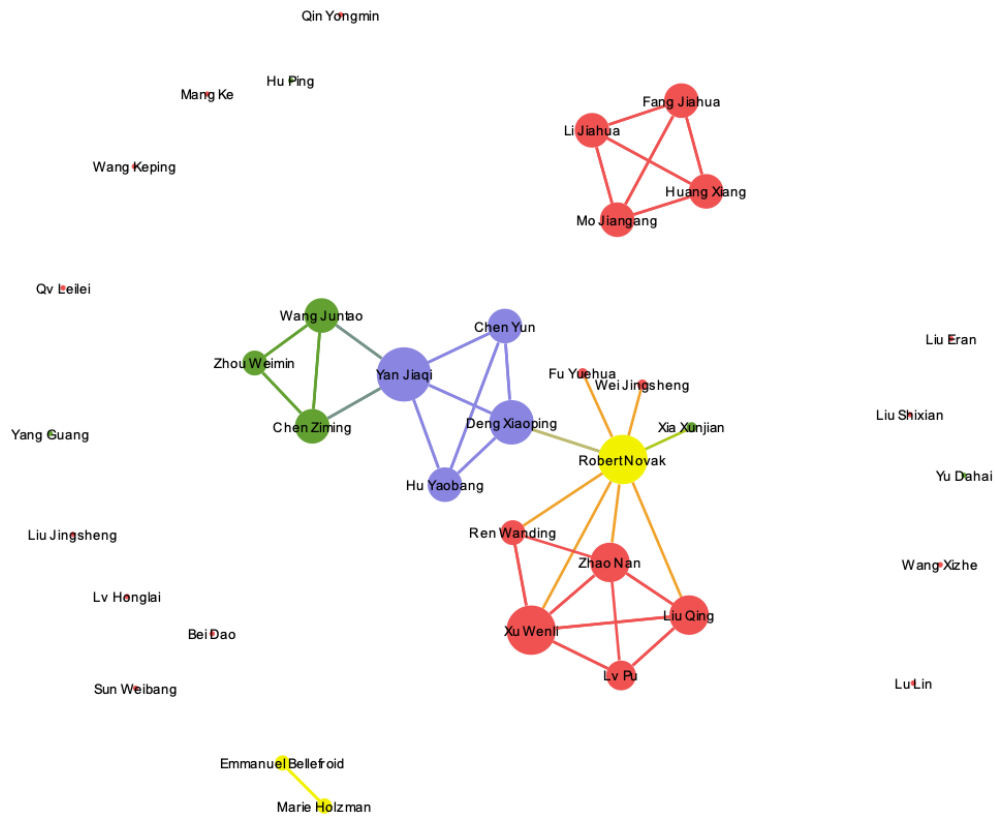 Qin Yongmin
Hu Ping
Mang Ke
Fang Jiahua
Li Jiahua
Wang Keping
Huang Xiang
Mo Jiangang
Qv Leilei
Wang Juntao
Chen Yun
Liu Eran
Zhou Weimin
Yan Jiaqi
Fu Yuehua
Wei Jingsheng
Liu Shixian
Deng Xiaoping
Chen Ziming
Xia Xunjian
Yang Guang
Robert Novak
Yu Dahai
Hu Yaobang
Ren Wanding
Liu Jingsheng
Zhao Nan
Wang Xizhe
Lv Honglai
Liu Qing
Xu Wenli
Bei Dao
Lv Pu
Lu Lin
Sun Weibang
Emmanuel Bellefroid
Marie Holzman